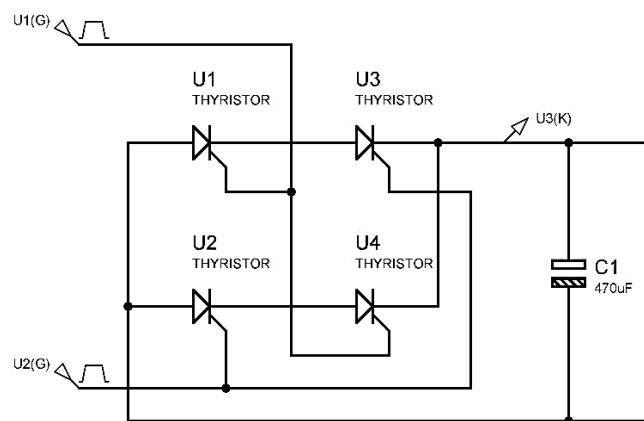 U1(G)
U1
THYRISTOR
U3
THYRISTOR
U3(K)
U2
THYRISTOR
U4
THYRISTOR
C1
470uF
U2(G)